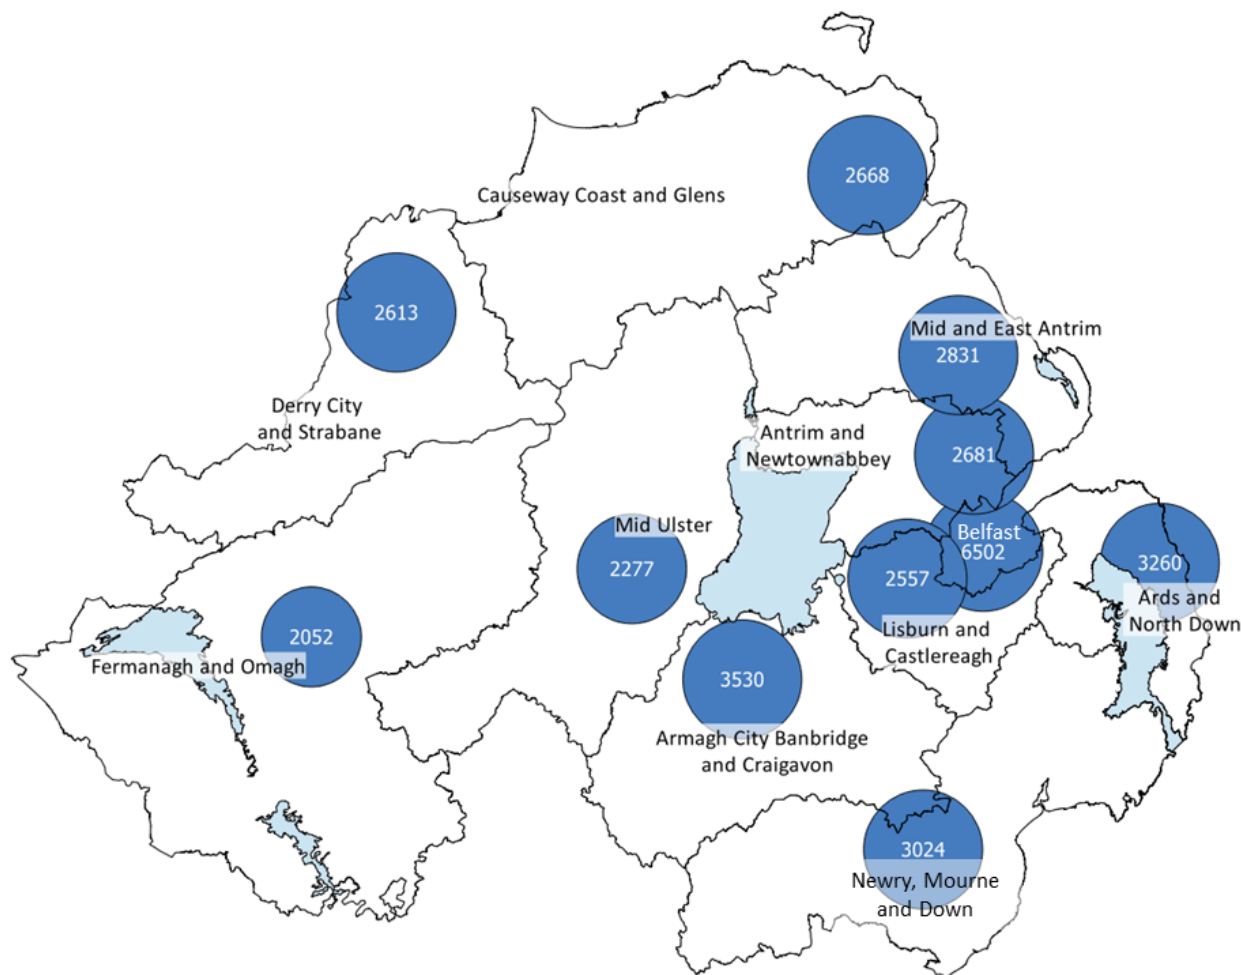 2668
Causeway Coast and Glens
2613
Mid and East Antrim
2831
Derry City
and Strabane
Antrim and
Newtownabbey
2681
Mid Ulster
2277
Belfast
6502
2557
3260
Ards and
North Down
Lisburn and
Castlereagh
2052
Fermanagh and Omagh
3530
Armagh City Banbridge
and Craigavon
3024
Newry, Mourne
and Down